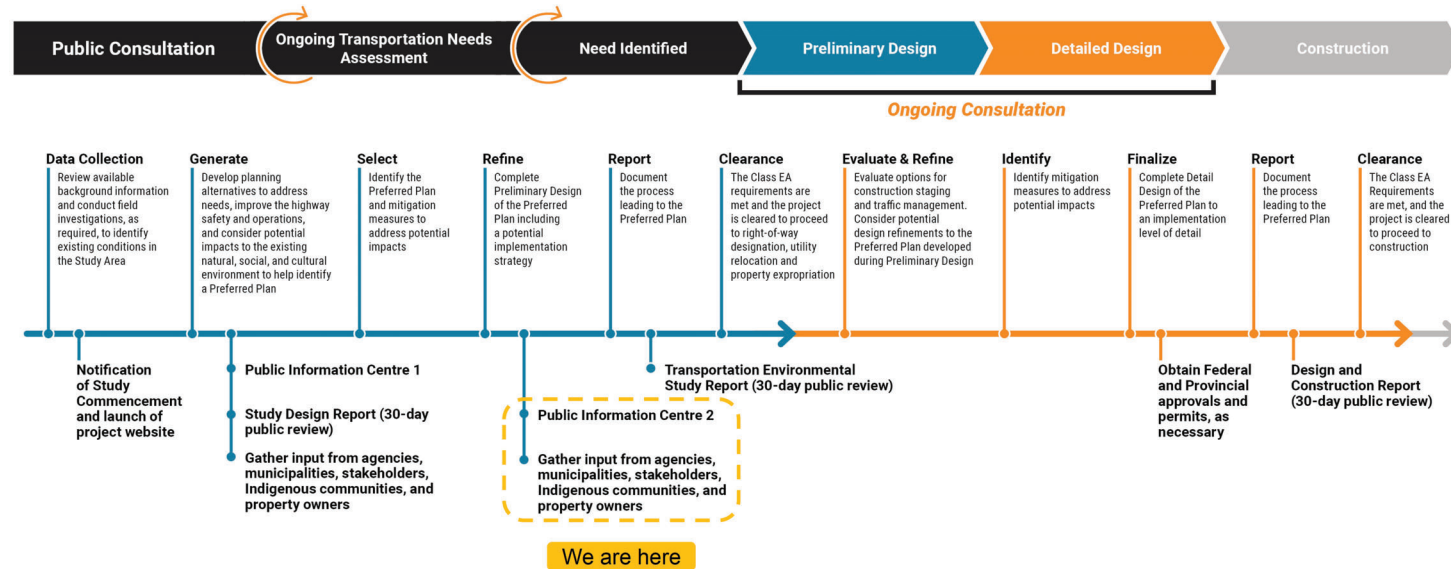 Public Consultation
Ongoing Transportation Needs
Assessment
Need Identified
Preliminary Design
Detailed Design
Construction
Ongoing Consultation
Data Collection
Review available
background information
and conduct field
investigations, as
required, to identify
existing conditions in
the Study Area
Generate
Develop planning
alternatives to address
needs, improve the highway
safety and operations,
and consider potential
impacts to the existing
natural, social, and cultural
environment to help identify
a Preferred Plan
Select
Identify the
Preferred Plan
and mitigation
measures to
address potential
impacts
Refine
Complete
Preliminary Design
of the Preferred
Plan including
a potential
implementation
strategy
Report
Document
the process
leading to the
Preferred Plan
Clearance
The Class EA
requirements are
met and the project
is cleared to proceed
to right-of-way
designation, utility
relocation and
property expropriation
Evaluate & Refine
Evaluate options for
construction staging
and traffic management.
Consider potential
design refinements to the
Preferred Plan developed
during Preliminary Design
Identify
Identify mitigation
measures to address
potential impacts
Finalize
Complete Detail
Design of the
Preferred Plan to
an implementation
level of detail
Report
Document
the process
leading to the
Preferred Plan
Clearance
The Class EA
Requirements
are met, and the
project is cleared
to proceed to
construction
Notification
of Study
Commencement
and launch of
project website
Public Information Centre 1
Study Design Report (30-day
public review)
Gather input from agencies,
municipalities, stakeholders,
Indigenous communities, and
property owners
Public Information Centre 2
Gather input from agencies,
municipalities, stakeholders,
Indigenous communities, and
property owners
We are here
Transportation Environmental
Study Report (30-day public review)
Obtain Federal
and Provincial
approvals and
permits, as
necessary
Design and
Construction Report
(30-day public review)